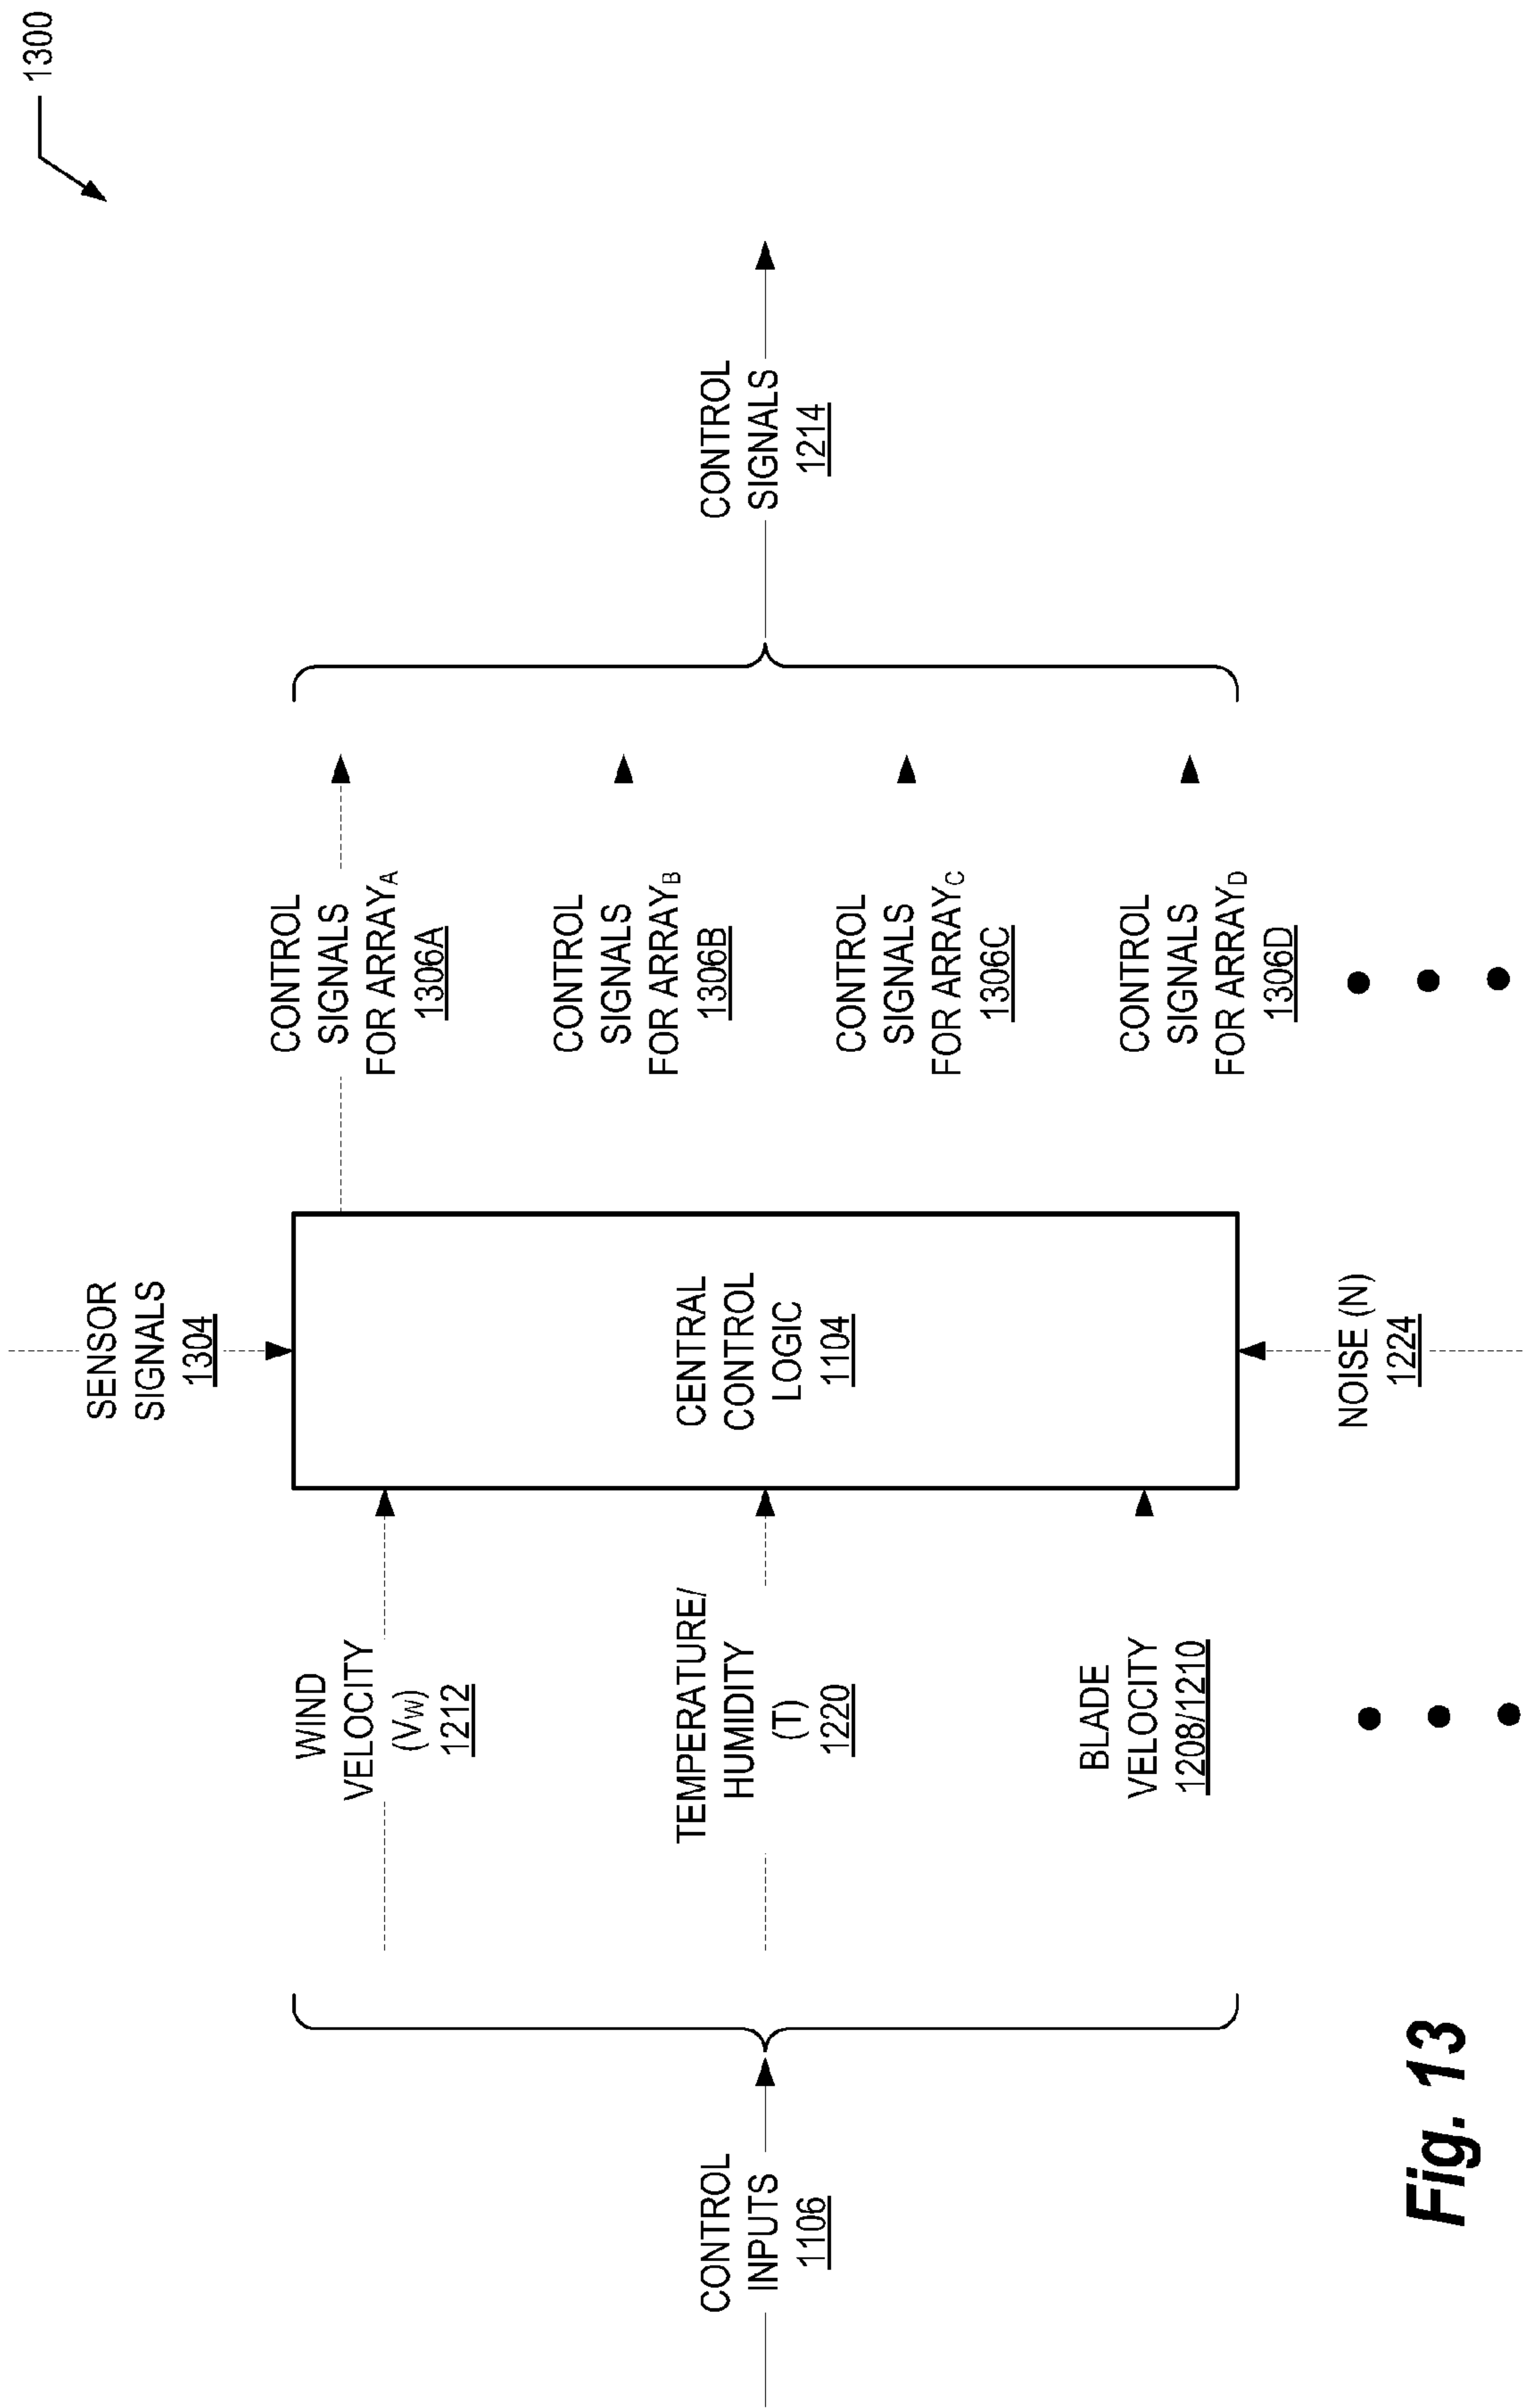 1300
SENSOR
SIGNALS
1304
CONTROL
INPUTS
1106
WIND
VELOCITY
(VW)
1212
TEMPERATURE/
HUMIDITY
(T)
1220
BLADE
VELOCITY
1208/1210
CENTRAL
CONTROL
LOGIC
1104
CONTROL
SIGNALS
FOR ARRAYA
1306A
CONTROL
SIGNALS
FOR ARRAYB
1306B
CONTROL
SIGNALS
FOR ARRAYC
1306C
CONTROL
SIGNALS
FOR ARRAYD
1306D
CONTROL
SIGNALS
1214
NOISE (N)
1224
Fig. 13